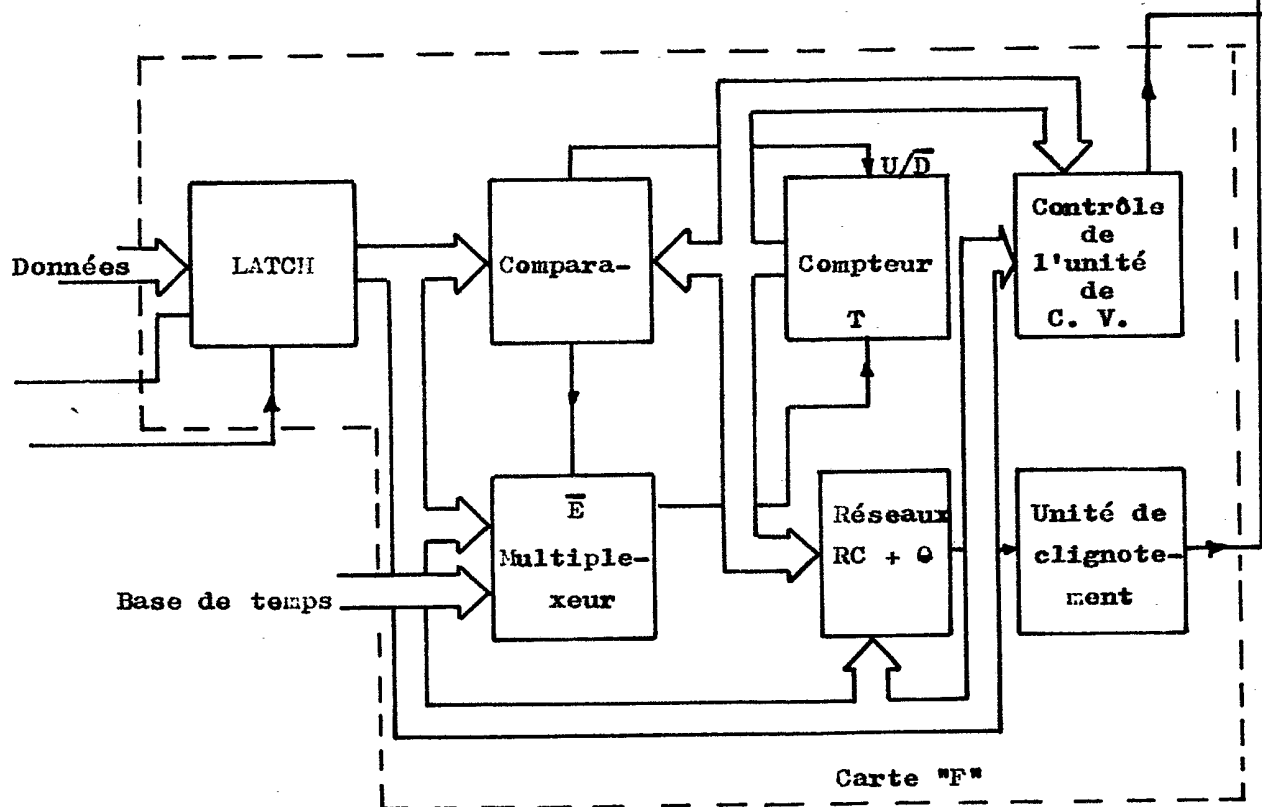 U/D̅
Données
LATCH
Compara-
Compteur
T
Contrôle
de
l'unité
de
C. V.
E̅
Multiple-
xeur
Base de temps
Réseaux
RC + Θ
Unité de
clignote-
ment
Carte "F"